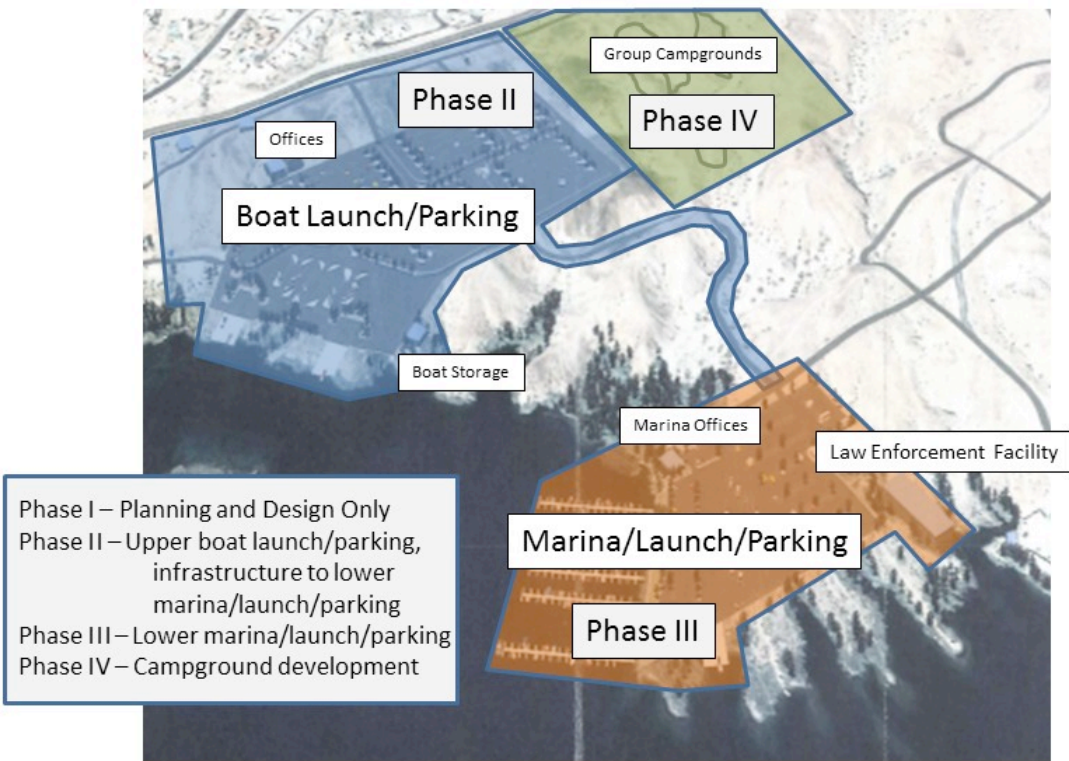 Group Campgrounds
Phase II
Phase IV
Offices
Boat Launch/Parking
Boat Storage
Marina Offices
Law Enforcement Facility
Marina/Launch/Parking
Phase III
Phase I – Planning and Design Only
Phase II – Upper boat launch/parking,
infrastructure to lower
marina/launch/parking
Phase III – Lower marina/launch/parking
Phase IV – Campground development